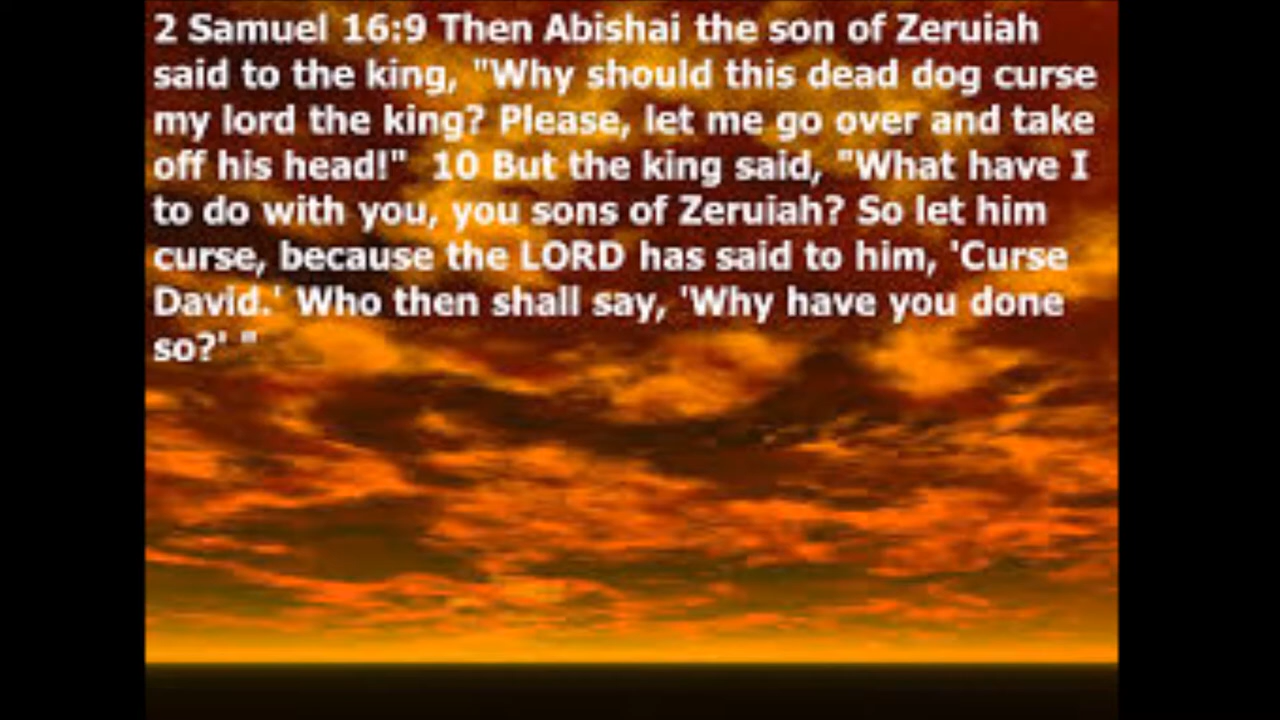 2 Samuel 16:9 Then Abishai the son of Zeruiah
said to the king, "Why should this dead dog curse
my lord the king? Please, let me go over and take
off his head!"  10 But the king said, "What have I
to do with you, you sons of Zeruiah? So let him
curse, because the LORD has said to him, 'Curse
David.' Who then shall say, 'Why have you done
so?' "